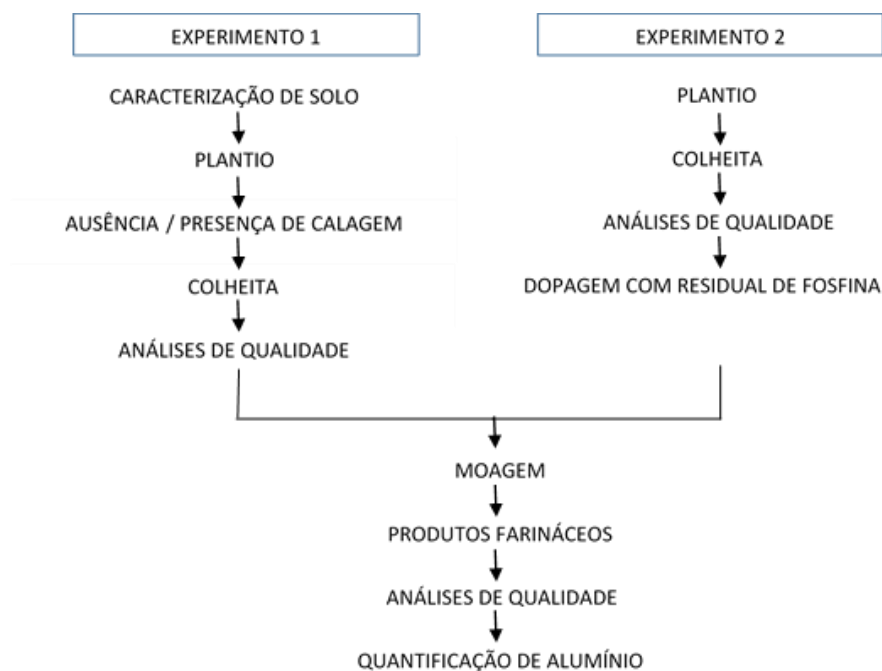 EXPERIMENTO 1
CARACTERIZAÇÃO DE SOLO
PLANTIO
AUSÊNCIA / PRESENÇA DE CALAGEM
COLHEITA
ANÁLISES DE QUALIDADE
EXPERIMENTO 2
PLANTIO
COLHEITA
ANÁLISES DE QUALIDADE
DOPAGEM COM RESIDUAL DE FOSFINA
MOAGEM
PRODUTOS FARINÁCEOS
ANÁLISES DE QUALIDADE
QUANTIFICAÇÃO DE ALUMÍNIO